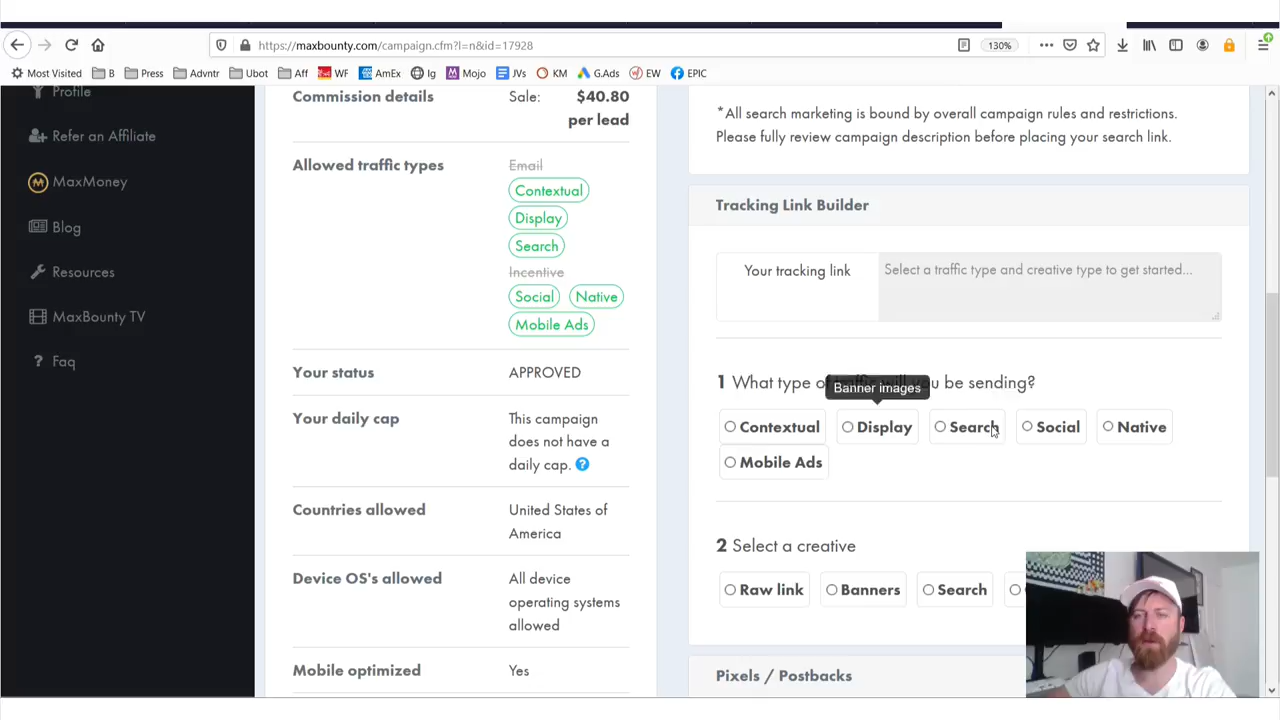 https://maxbounty.com/campaign.cfm?l=n&id=17928
130%
Most Visited
B
Press
Advntr
Ubot
Aff
WF
AmEx
Ig
Mojo
JVs
KM
G.Ads
EW
EPIC
Profile
Refer an Affiliate
MaxMoney
Blog
Resources
MaxBounty TV
? Faq
Commission details
Sale:
$40.80
per lead
Allowed traffic types
Email
Contextual
Display
Search
Incentive
Social
Native
Mobile Ads
Your status
APPROVED
Your daily cap
This campaign
does not have a
daily cap. ?
Countries allowed
United States of
America
Device OS's allowed
All device
operating systems
allowed
Mobile optimized
Yes
*All search marketing is bound by overall campaign rules and restrictions.
Please fully review campaign description before placing your search link.
Tracking Link Builder
Your tracking link
Select a traffic type and creative type to get started...
1 What type of traffic will you be sending?
Banner images
Contextual
Display
Search
Social
Native
Mobile Ads
2 Select a creative
Raw link
Banners
Search
Pixels / Postbacks